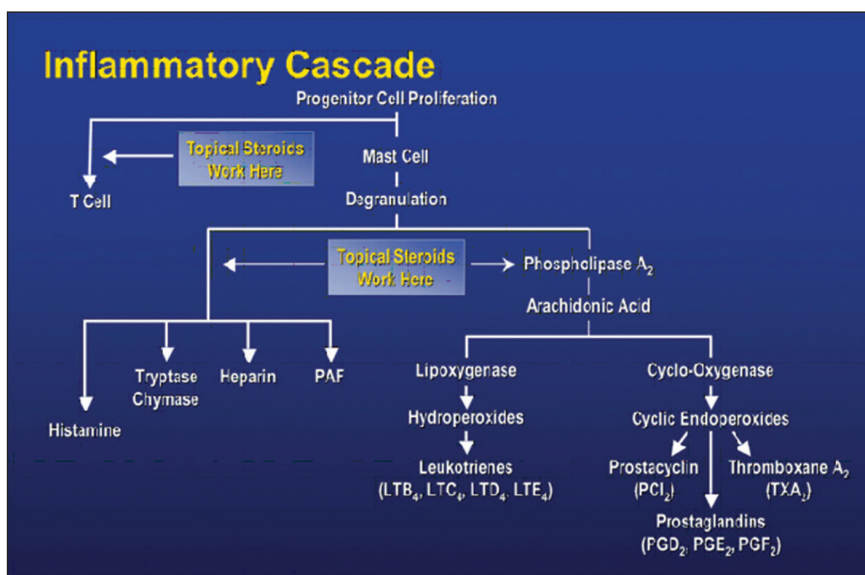 Inflammatory Cascade
Progenitor Cell Proliferation
Topical Steroids
Work Here
Mast Cell
T Cell
Degranulation
Topical Steroids
Work Here
Phospholipase A₂
Arachidonic Acid
Tryptase
Chymase
Heparin
PAF
Histamine
Lipoxygenase
Cyclo-Oxygenase
Hydroperoxides
Cyclic Endoperoxides
Leukotrienes
(LTB₄, LTC₄, LTD₄. LTE₄)
Prostacyclin
(PCI₂)
Thromboxane A₂
(TXA₂)
Prostaglandins
(PGD₂, PGE₂, PGF₂)